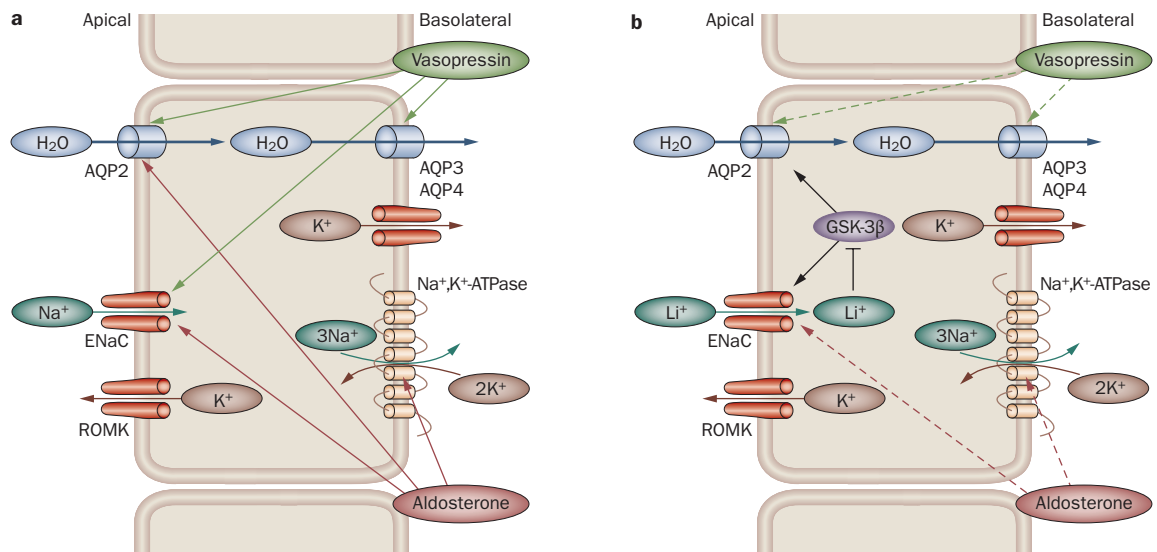 a
Apical
Basolateral
Vasopressin
H₂O
AQP2
H₂O
AQP3
AQP4
K⁺
Na⁺,K⁺-ATPase
Na⁺
ENaC
3Na⁺
2K⁺
K⁺
ROMK
Aldosterone
b
Apical
Basolateral
Vasopressin
H₂O
AQP2
H₂O
AQP3
AQP4
GSK-3β
K⁺
Na⁺,K⁺-ATPase
Li⁺
ENaC
Li⁺
3Na⁺
2K⁺
K⁺
ROMK
Aldosterone